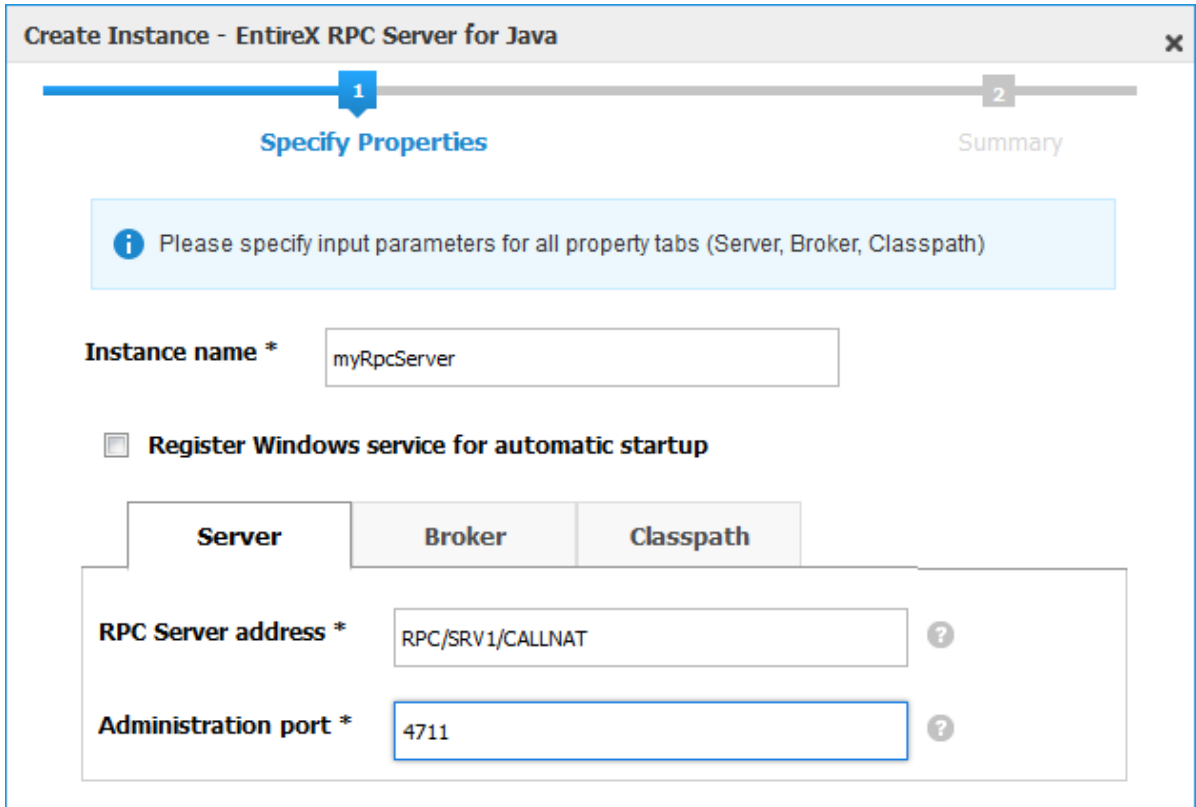 Create Instance - EntireX RPC Server for Java
1
2
Specify Properties
Summary
Please specify input parameters for all property tabs (Server, Broker, Classpath)
Instance name *
myRpcServer
Register Windows service for automatic startup
Server
Broker
Classpath
RPC Server address *
RPC/SRV1/CALLNAT
?
Administration port *
4711
?